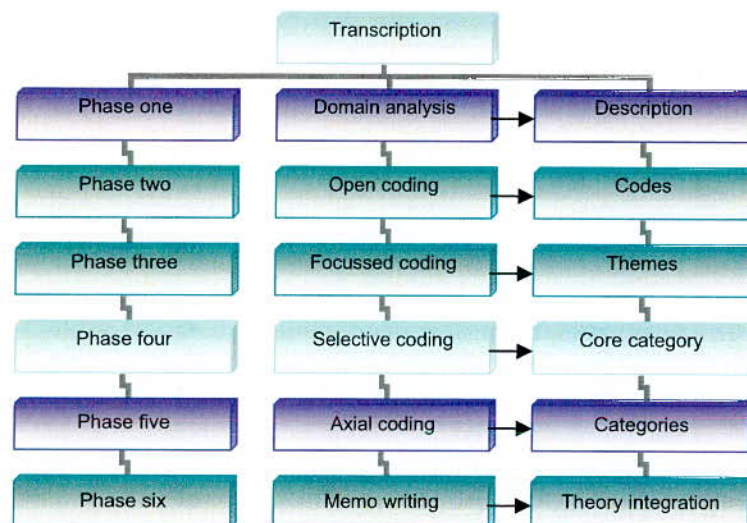 Transcription
Phase one
Domain analysis
Description
Phase two
Open coding
Codes
Phase three
Focussed coding
Themes
Phase four
Selective coding
Core category
Phase five
Axial coding
Categories
Phase six
Memo writing
Theory integration